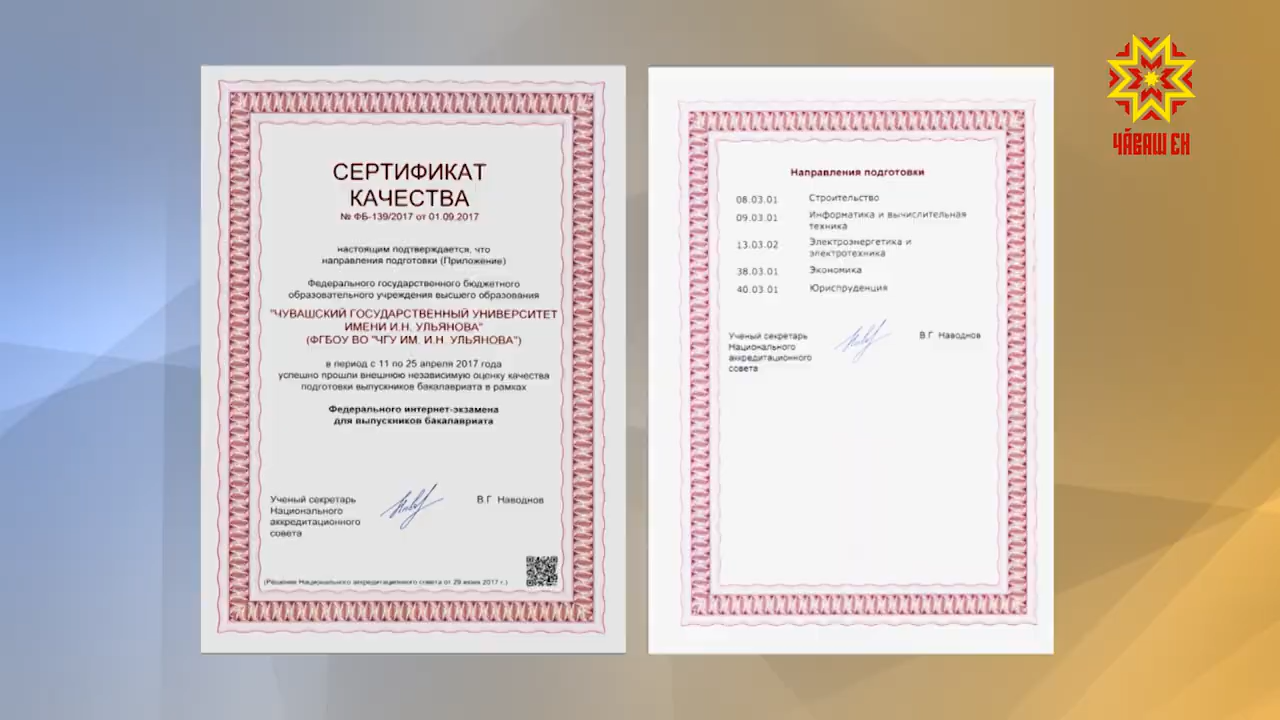 СЕРТИФИКАТ
КАЧЕСТВА
№ ФБ-139/2017 от 01.09.2017
настоящим подтверждается, что
направления подготовки (Приложение)
Федерального государственного бюджетного
образовательного учреждения высшего образования
"ЧУВАШСКИЙ ГОСУДАРСТВЕННЫЙ УНИВЕРСИТЕТ
ИМЕНИ И.Н. УЛЬЯНОВА"
(ФГБОУ ВО "ЧГУ ИМ. И.Н. УЛЬЯНОВА")
в период с 11 по 25 апреля 2017 года
успешно прошли внешнюю независимую оценку качества
подготовки выпускников бакалавриата в рамках
Федерального интернет-экзамена
для выпускников бакалавриата
Ученый секретарь
Национального
аккредитационного
совета
В.Г. Наводнов
(Решение Национального аккредитационного совета от 29 июня 2017 г.)
Направления подготовки
08.03.01 Строительство
09.03.01 Информатика и вычислительная
техника
13.03.02 Электроэнергетика и
электротехника
38.03.01 Экономика
40.03.01 Юриспруденция
Ученый секретарь
Национального
аккредитационного
совета
В.Г. Наводнов
ЧӐВАШ ЕН